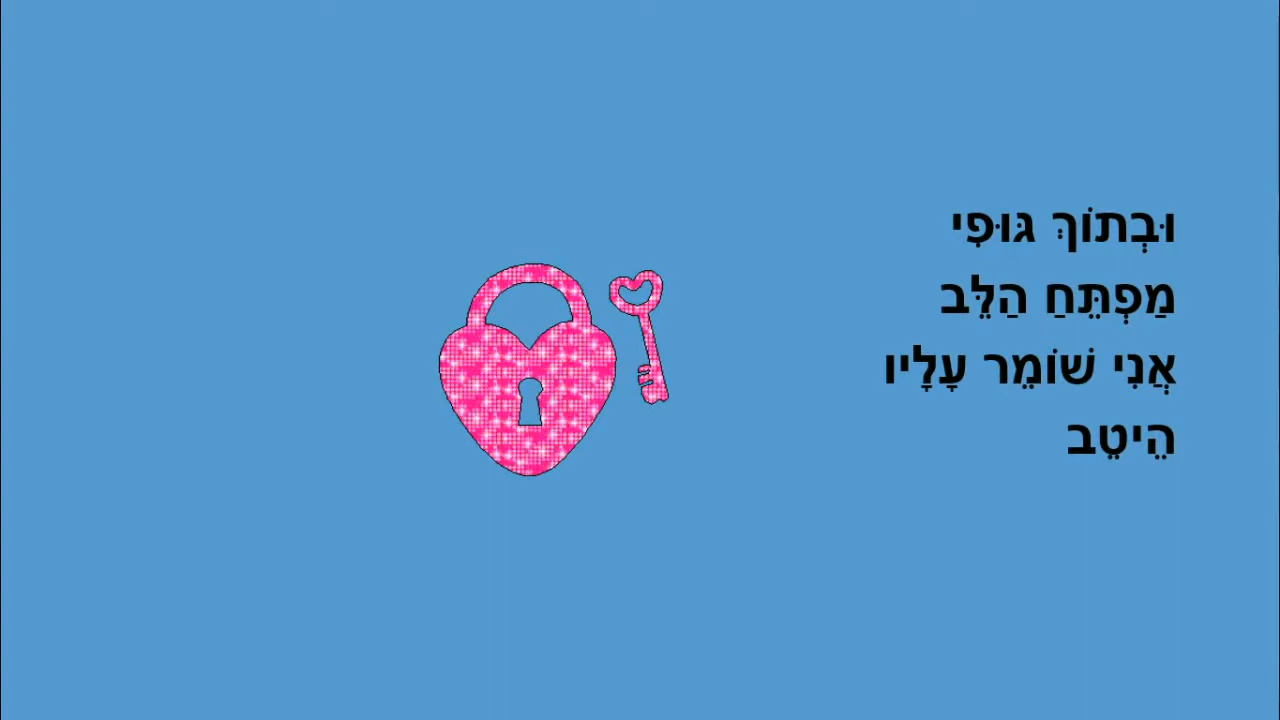 וּבְתוֹךְ גּוּפִי
מַפְתֵּחַ הַלֵּב
אֲנִי שׁוֹמֵר עָלָיו
הֵיטֵב